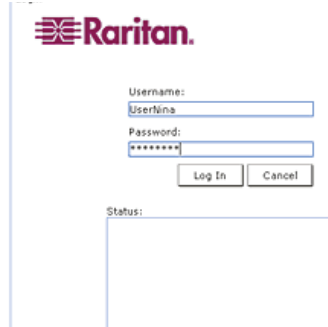 Raritan.
Username:
UserNina
Password:
********
Log In Cancel
Status: